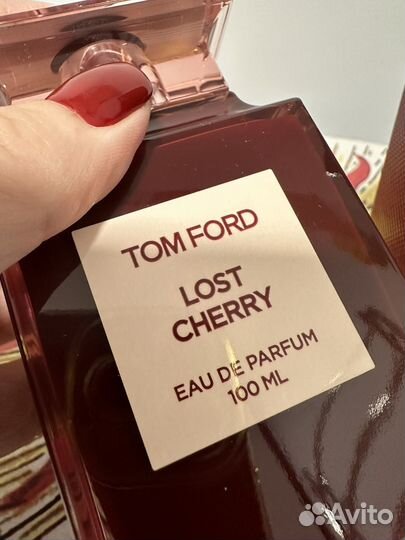 TOM FORD
LOST
CHERRY
EAU DE PARFUM
100 ML
Avito